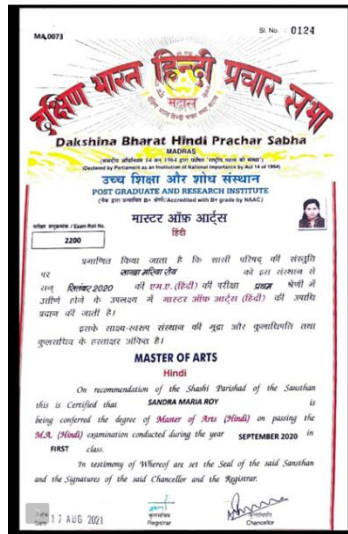 MA,0073
Sl. No. : 0124
दक्षिण भारत हिन्दी प्रचार सभा
मद्रास
Dakshina Bharat Hindi Prachar Sabha
MADRAS
(Declared by Parliament as an Institution of National Importance by Act 14 of 1964)
उच्च शिक्षा और शोध संस्थान
POST GRADUATE AND RESEARCH INSTITUTE
(नेक द्वारा प्रत्यायित B+ श्रेणी/Accredited with B+ grade by NAAC)
मास्टर ऑफ़ आर्ट्स
हिंदी
परीक्षा अनुक्रमांक / Exam Roll No.
2200
प्रमाणित किया जाता है कि शासी परिषद् की संस्तुति
पर सान्ड्रा मरिया रोय को इस संस्थान से
सन् सितंबर 2020 की एम.ए. (हिंदी) की परीक्षा प्रथम श्रेणी में
उत्तीर्ण होने के उपलक्ष्य में मास्टर ऑफ़ आर्ट्स (हिंदी) की उपाधि
प्रदान की जाती है।
इसके साक्ष्य-स्वरूप संस्थान की मुद्रा और कुलाधिपति तथा
कुलसचिव के हस्ताक्षर अंकित है।
MASTER OF ARTS
Hindi
On recommendation of the Shashi Parishad of the Sansthan
this is Certified that SANDRA MARIA ROY is
being conferred the degree of Master of Arts (Hindi) on passing the
M.A. (Hindi) examination conducted during the year SEPTEMBER 2020 in
FIRST class.
In testimony of Whereof are set the Seal of the said Sansthan
and the Signatures of the said Chancellor and the Registrar.
17 AUG 2021
कुलसचिव
Registrar
कुलाधिपति
Chancellor